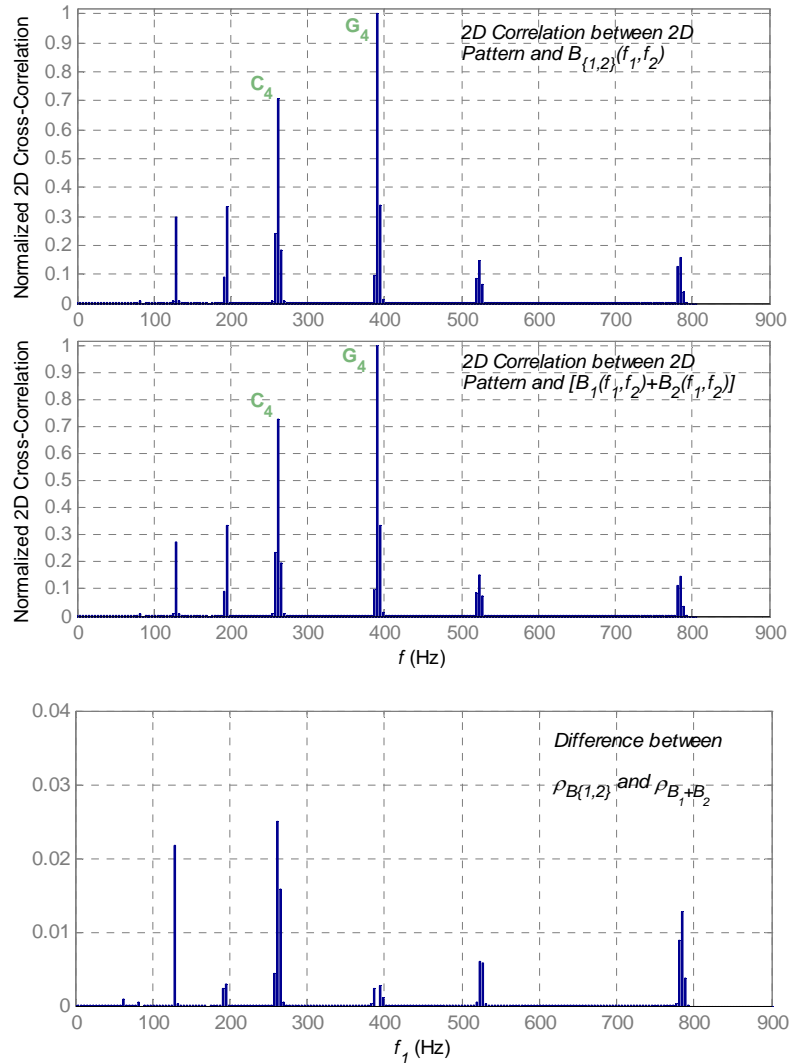 Normalized 2D Cross-Correlation
1
0.9
0.8
0.7
0.6
0.5
0.4
0.3
0.2
0.1
0
G4
C4
2D Correlation between 2D
Pattern and B{1,2}(f1,f2)
0 100 200 300 400 500 600 700 800 900
Normalized 2D Cross-Correlation
1
0.9
0.8
0.7
0.6
0.5
0.4
0.3
0.2
0.1
0
G4
C4
2D Correlation between 2D
Pattern and [B1(f1,f2)+B2(f1,f2)]
0 100 200 300 400 500 600 700 800 900
f (Hz)
0.04
0.03
0.02
0.01
0
Difference between
ρB{1,2} and ρB1+B2
0 100 200 300 400 500 600 700 800 900
f1 (Hz)